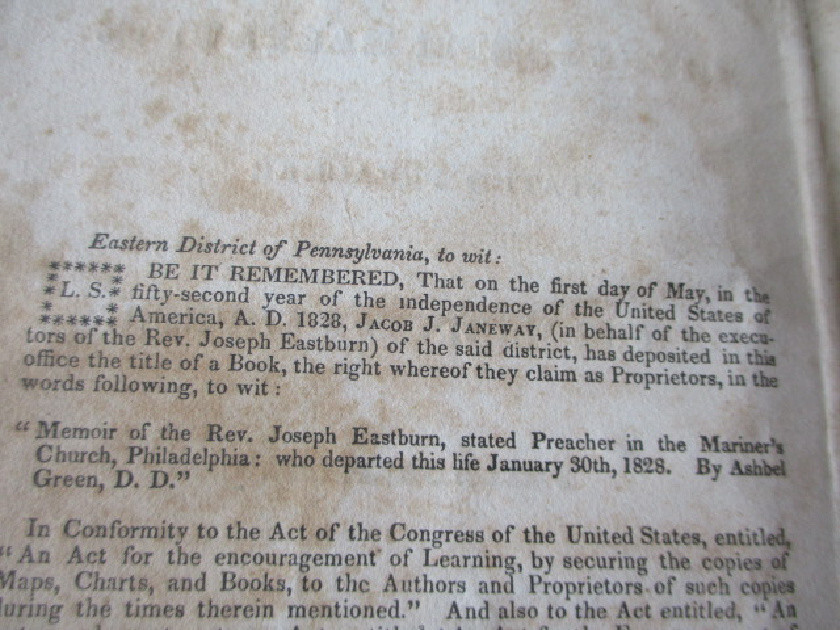 Eastern District of Pennsylvania, to wit:
****** BE IT REMEMBERED, That on the first day of May, in the
* L. S. * fifty-second year of the independence of the United States of
****** America, A. D. 1828, JACOB J. JANEWAY, (in behalf of the execu-
tors of the Rev. Joseph Eastburn) of the said district, has deposited in this
office the title of a Book, the right whereof they claim as Proprietors, in the
words following, to wit:
"Memoir of the Rev. Joseph Eastburn, stated Preacher in the Mariner's
Church, Philadelphia: who departed this life January 30th, 1828. By Ashbel
Green, D. D."
In Conformity to the Act of the Congress of the United States, entitled,
"An Act for the encouragement of Learning, by securing the copies of
Maps, Charts, and Books, to the Authors and Proprietors of such copies
during the times therein mentioned." And also to the Act entitled, "An